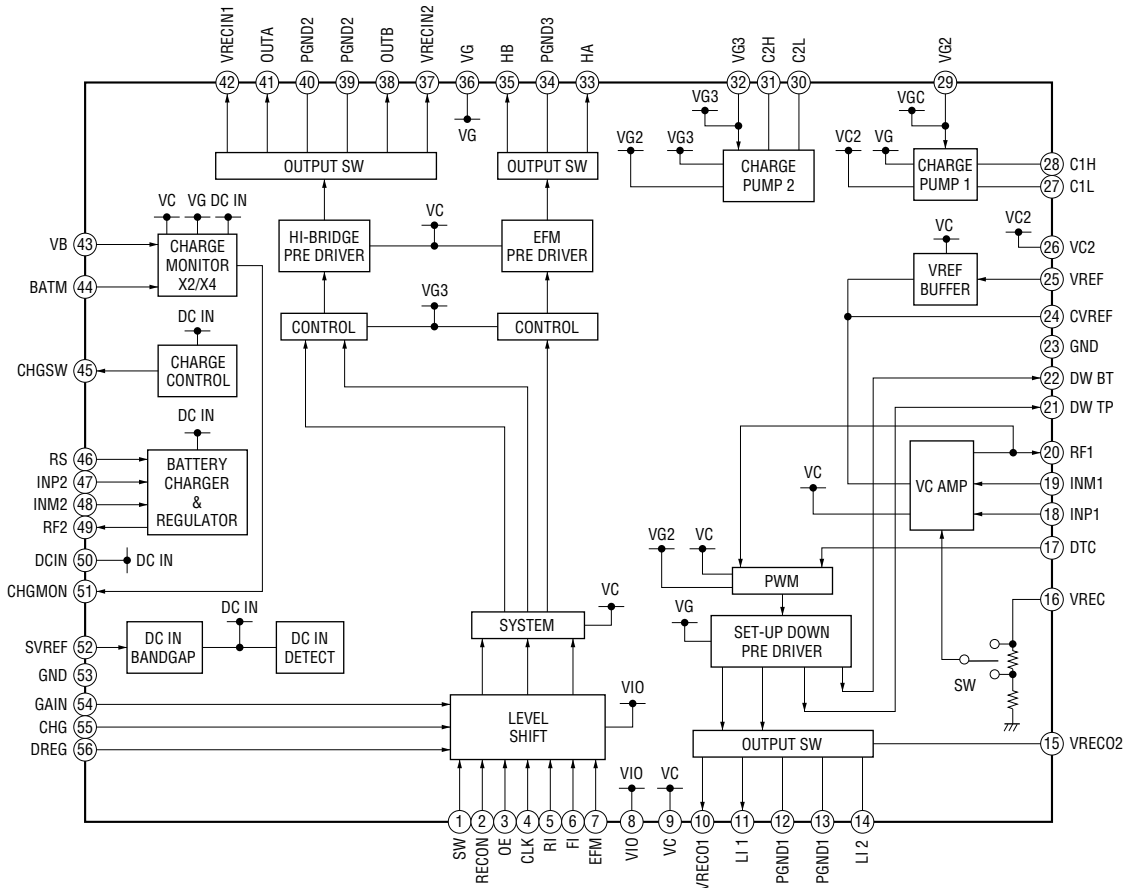 VRECIN1
OUTA
PGND2
PGND2
OUTB
VRECIN2
VG
HB
PGND3
HA
VG3
C2H
C2L
VG2
42
41
40
39
38
37
36
35
34
33
32
31
30
29
VG
VG3
VGC
VG2
VG3
VC2
VG
OUTPUT SW
OUTPUT SW
CHARGE
PUMP 2
CHARGE
PUMP 1
28 C1H
27 C1L
VC
VG
DC IN
VB 43
CHARGE
MONITOR
X2/X4
BATM 44
HI-BRIDGE
PRE DRIVER
VC
EFM
PRE DRIVER
VC
VC2
26 VC2
VREF
BUFFER
25 VREF
VG3
DC IN
CONTROL
CONTROL
24 CVREF
23 GND
CHGSW 45
CHARGE
CONTROL
22 DW BT
21 DW TP
DC IN
RS 46
INP2 47
INM2 48
RF2 49
BATTERY
CHARGER
&
REGULATOR
VC
VC AMP
20 RF1
19 INM1
18 INP1
DCIN 50
DC IN
VG2
VC
17 DTC
CHGMON 51
PWM
16 VREC
DC IN
SYSTEM
VC
VG
SET-UP DOWN
PRE DRIVER
SVREF 52
DC IN
BANDGAP
DC IN
DETECT
SW
GND 53
GAIN 54
CHG 55
DREG 56
LEVEL
SHIFT
VIO
OUTPUT SW
15 VRECO2
VIO
VC
1
2
3
4
5
6
7
8
9
10
11
12
13
14
SW
RECON
OE
CLK
RI
FI
EFM
VIO
VC
VRECO1
LI 1
PGND1
PGND1
LI 2